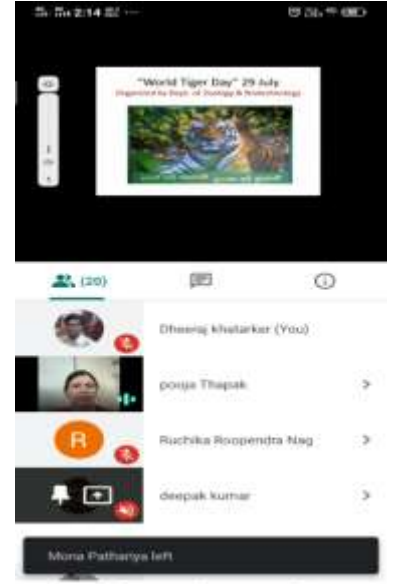 2:14
"World Tiger Day" 29 July
Organized by Dept. of Zoology & Biotechnology
(20)
Dheeraj khatarker (You)
pooja Thapak
R
Ruchika Roopendra Nag
deepak kumar
Mona Pathariya left